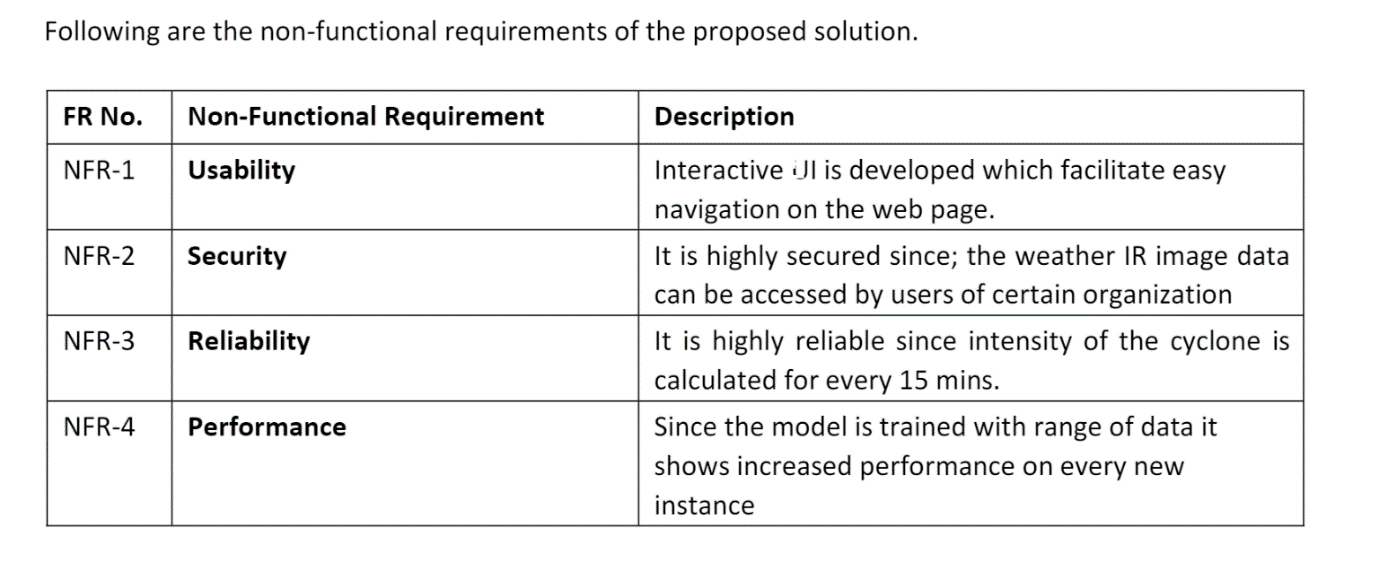 Following are the non-functional requirements of the proposed solution.
FR No. Non-Functional Requirement Description
NFR-1 Usability Interactive UI is developed which facilitate easy
navigation on the web page.
NFR-2 Security It is highly secured since; the weather IR image data
can be accessed by users of certain organization
NFR-3 Reliability It is highly reliable since intensity of the cyclone is
calculated for every 15 mins.
NFR-4 Performance Since the model is trained with range of data it
shows increased performance on every new
instance